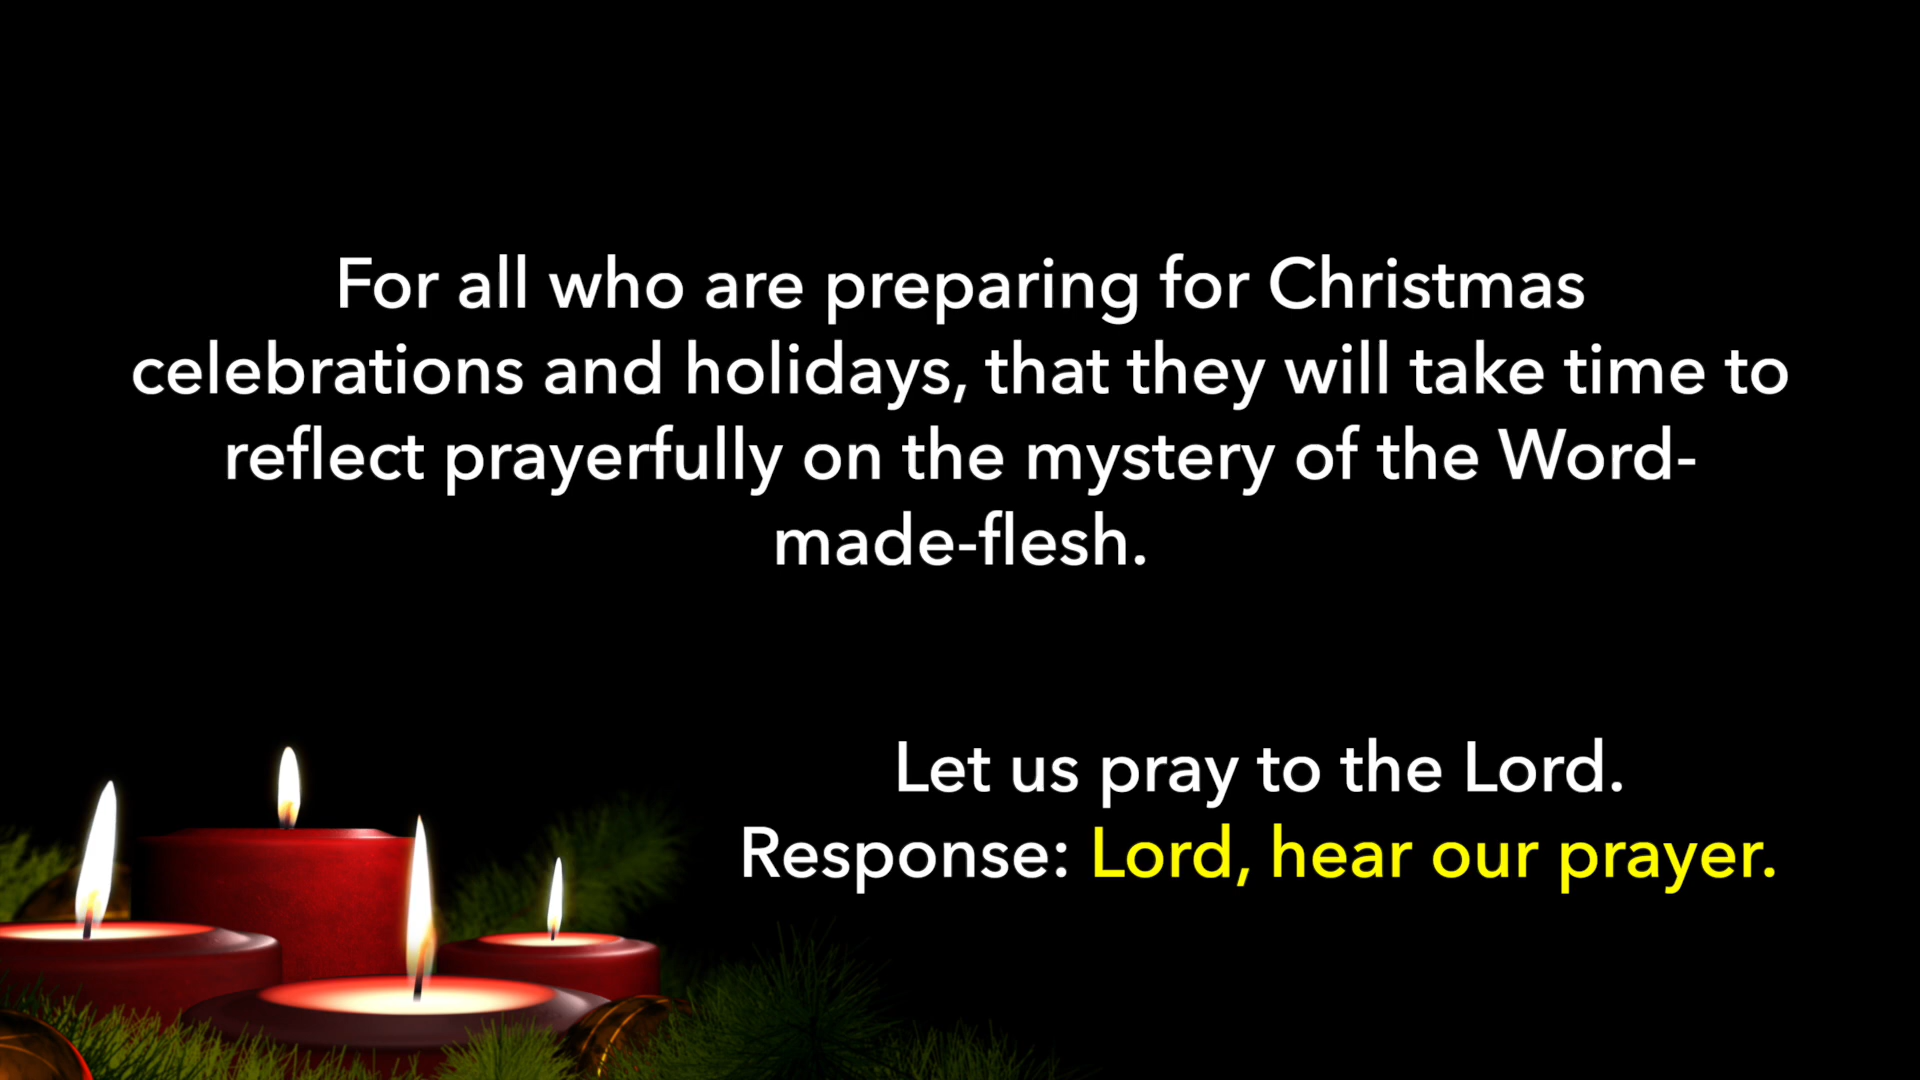 For all who are preparing for Christmas
celebrations and holidays, that they will take time to
reflect prayerfully on the mystery of the Word-
made-flesh.
Let us pray to the Lord.
Response: Lord, hear our prayer.